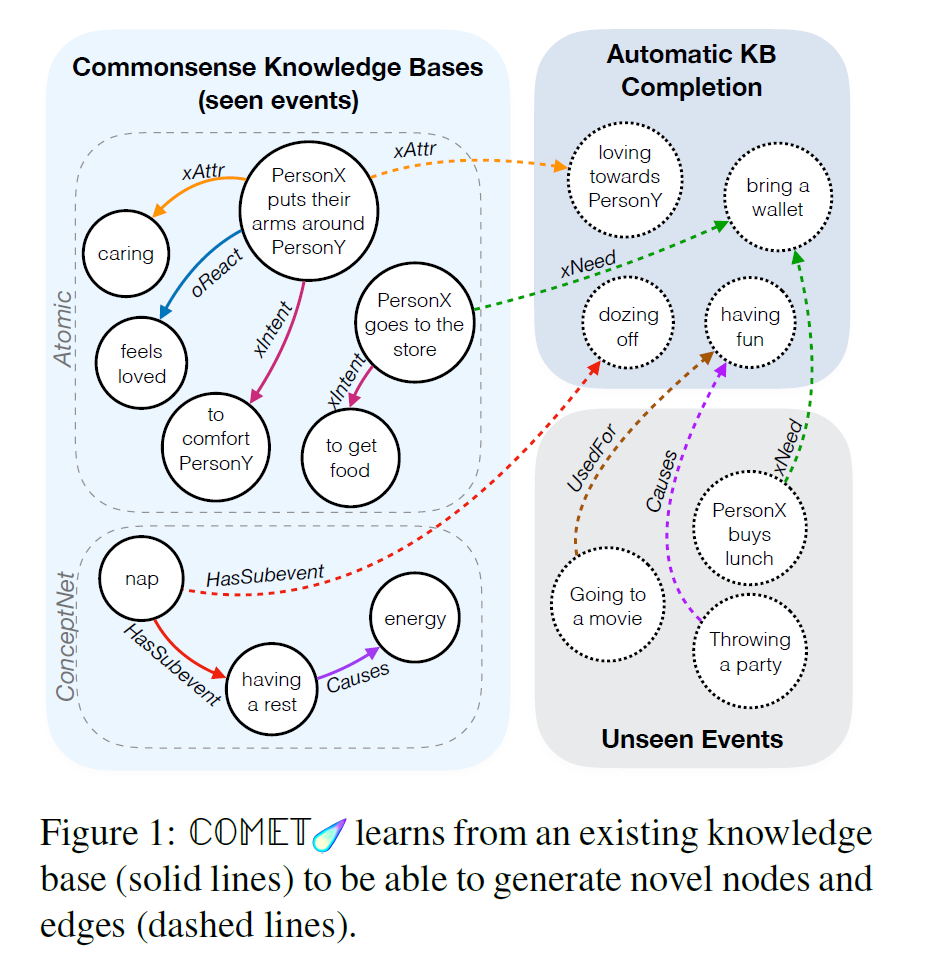 Commonsense Knowledge Bases
(seen events)
Automatic KB
Completion
Atomic
xAttr
PersonX
puts their
arms around
PersonY
xAttr
caring
oReact
feels
loved
xIntent
to
comfort
PersonY
PersonX
goes to the
store
xIntent
to get
food
xNeed
loving
towards
PersonY
bring a
wallet
dozing
off
having
fun
ConceptNet
nap
HasSubevent
HasSubevent
having
a rest
Causes
energy
UsedFor
Causes
xNeed
PersonX
buys
lunch
Going to
a movie
Throwing
a party
Unseen Events
Figure 1: COMET learns from an existing knowledge
base (solid lines) to be able to generate novel nodes and
edges (dashed lines).